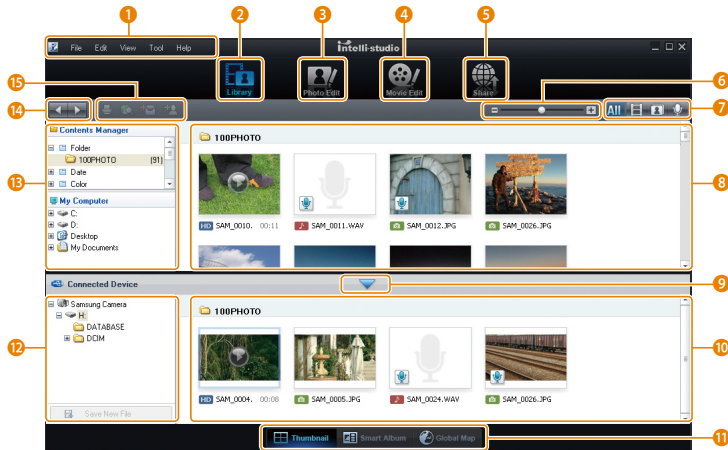 1 2 3 4 5
File Edit View Tool Help intelli-studio
Library Photo Edit Movie Edit Share
15 6
14 All 7
Contents Manager
Folder
100PHOTO (91)
Date
Color
13
My Computer
C:
D:
Desktop
My Documents
100PHOTO
HD SAM_0010. 00:11 SAM_0011.WAV SAM_0012.JPG SAM_0026.JPG
8
Connected Device 9
Samsung Camera
H:
DATABASE
DCIM
12
Save New File
100PHOTO
HD SAM_0004. 00:08 SAM_0005.JPG SAM_0024.WAV SAM_0026.JPG
10
Thumbnail Smart Album Global Map 11